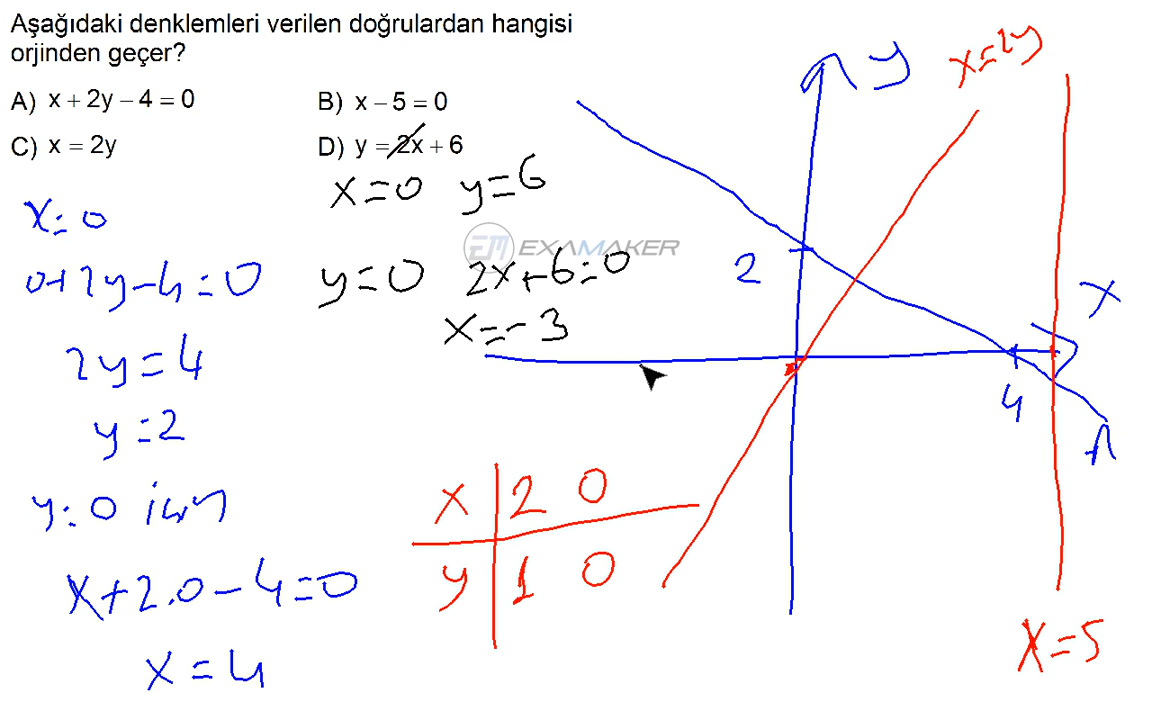 Aşağıdaki denklemleri verilen doğrulardan hangisi
orjinden geçer?
A) x + 2y − 4 = 0 B) x − 5 = 0
C) x = 2y D) y = 2x + 6
x = 0 y = 6
y = 0 2x + 6 = 0
x = −3
x = 0
0 + 2y − 4 = 0
2y = 4
y = 2
y = 0 için
x + 2.0 − 4 = 0
x = 4
EM EXAMAKER
y
x = 2y
2
x
4
A
x 2 0
y 1 0
x = 5